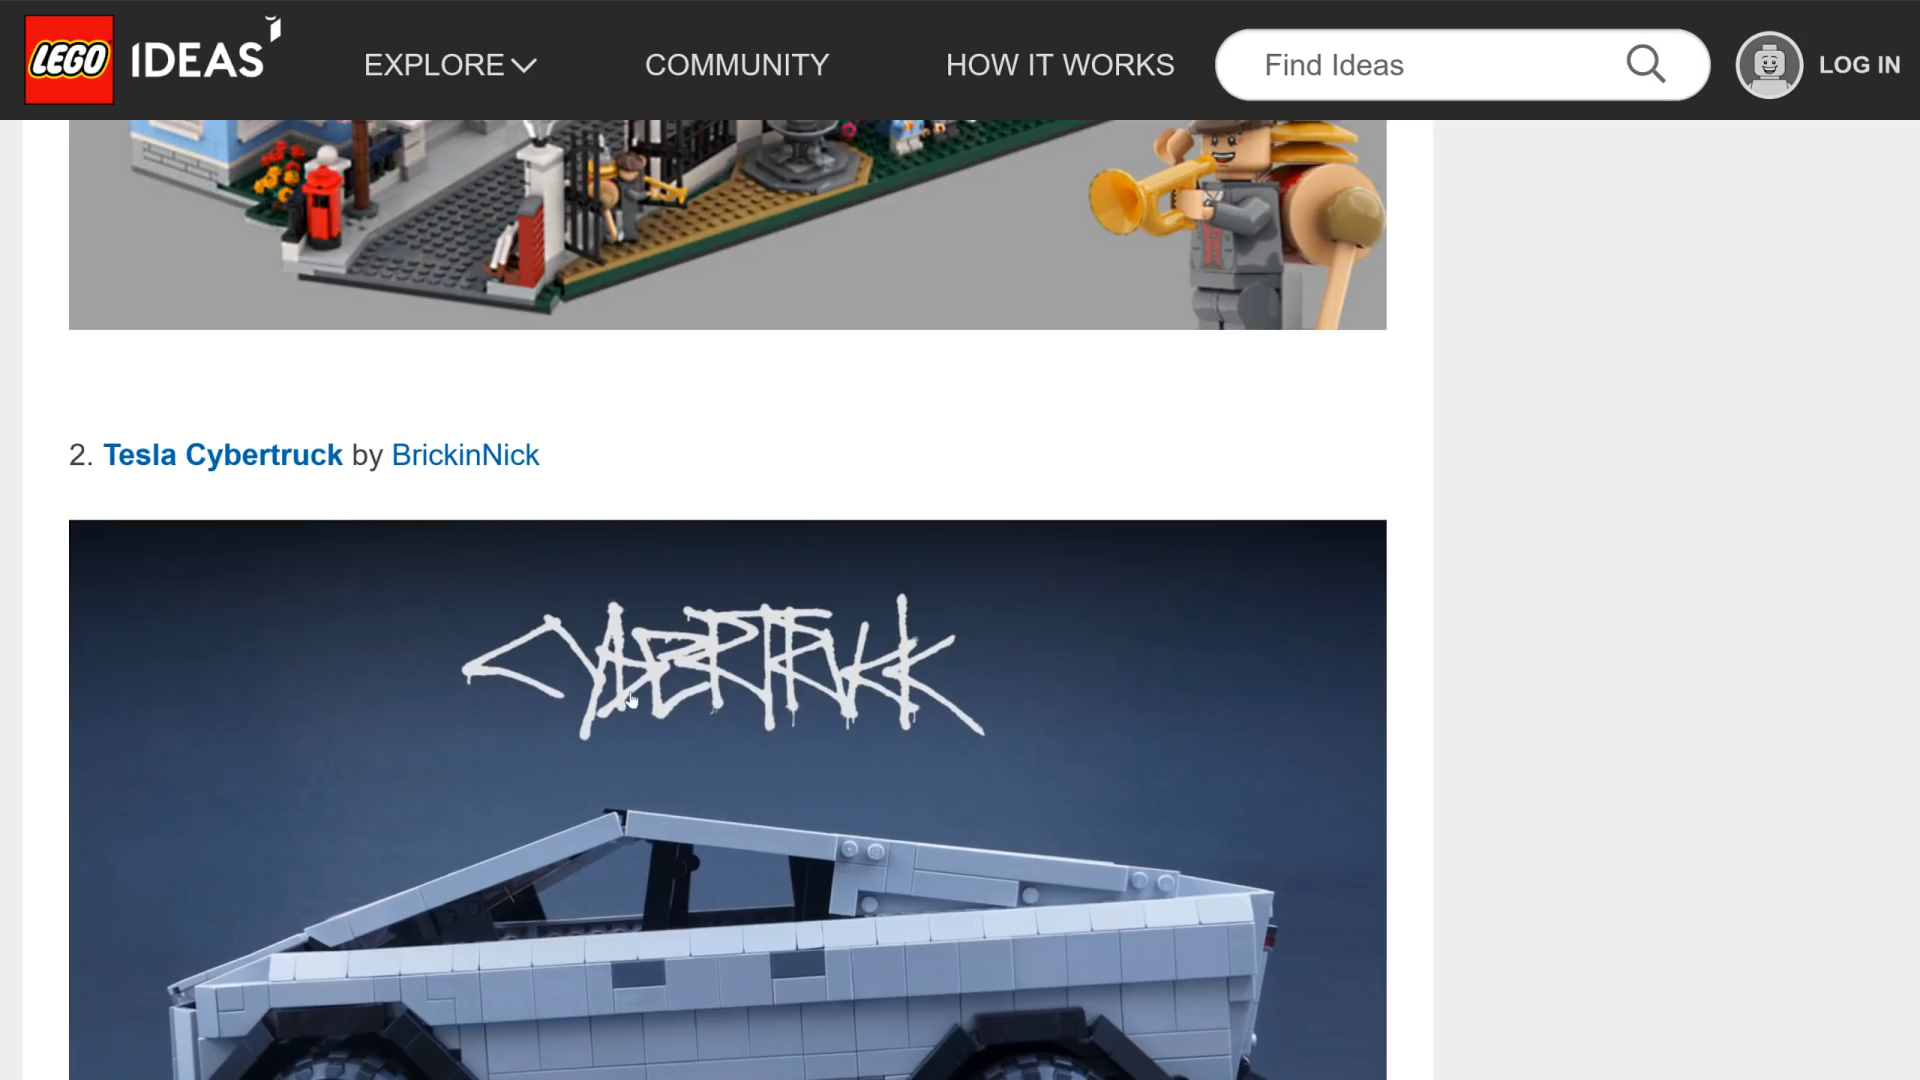 LEGO IDEAS
EXPLORE
COMMUNITY
HOW IT WORKS
Find Ideas
LOG IN
2. Tesla Cybertruck by BrickinNick
CYBERTRUCK